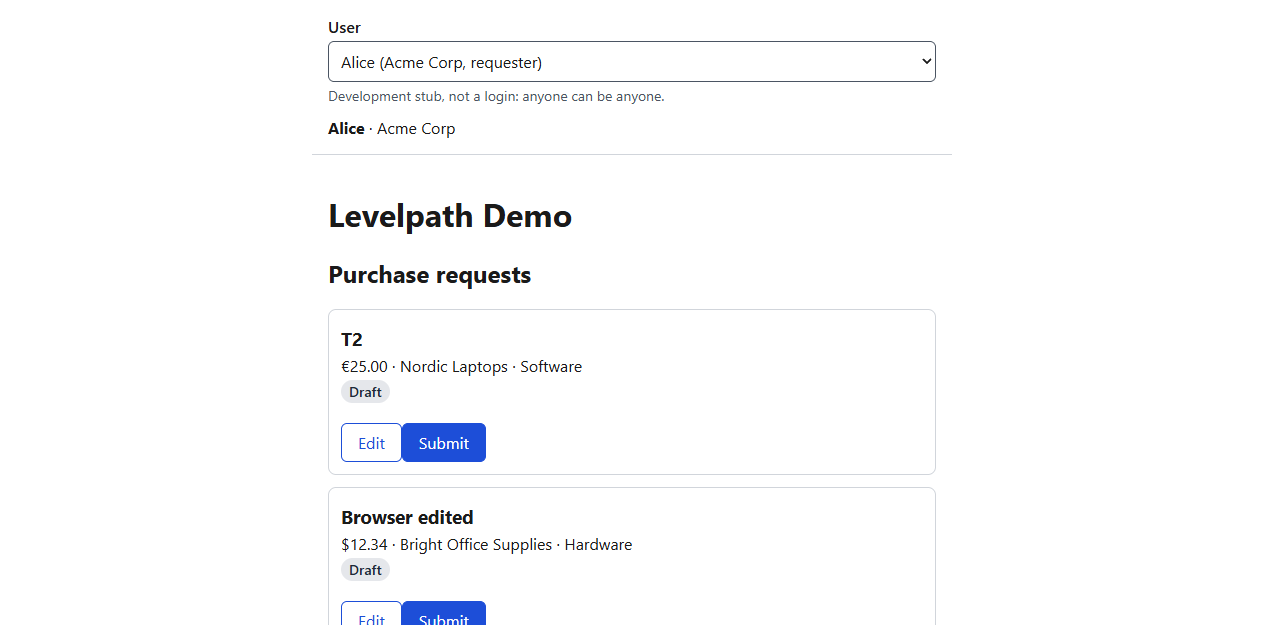 User
Alice (Acme Corp, requester)
Development stub, not a login: anyone can be anyone.
Alice · Acme Corp
Levelpath Demo
Purchase requests
T2
€25.00 · Nordic Laptops · Software
Draft
Edit Submit
Browser edited
$12.34 · Bright Office Supplies · Hardware
Draft
Edit Submit